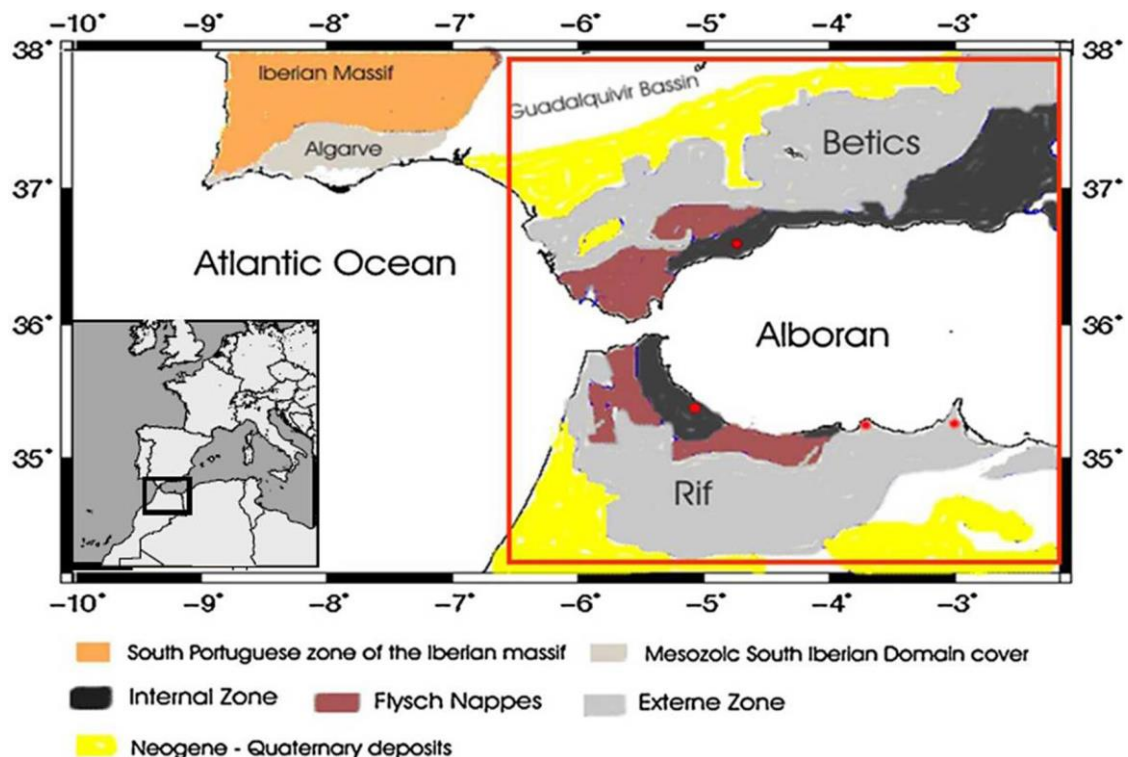 -10° -9° -8° -7° -6° -5° -4° -3°
38° 38°
Iberian Massif
Guadalquivir Bassin
Algarve
Betics
37° 37°
Atlantic Ocean
36° 36°
Alboran
35° 35°
Rif
-10° -9° -8° -7° -6° -5° -4° -3°
South Portuguese zone of the Iberian massif Mesozoic South Iberian Domain cover
Internal Zone Flysch Nappes Externe Zone
Neogene - Quaternary deposits